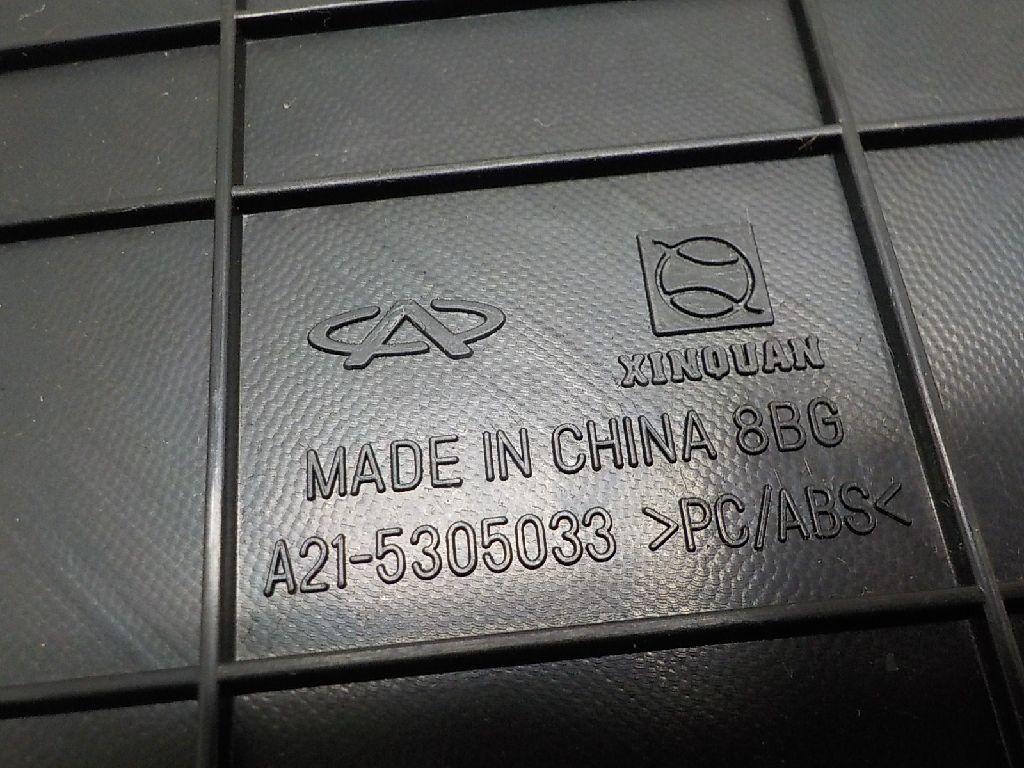 XINQUAN
MADE IN CHINA 8BG
A21-5305033 >PC/ABS<